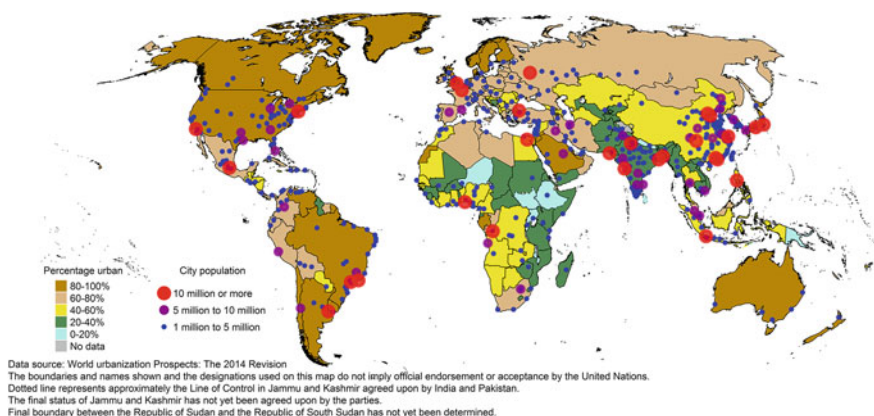 Percentage urban
80-100%
60-80%
40-60%
20-40%
0-20%
No data
City population
10 million or more
5 million to 10 million
1 million to 5 million
Data source: World urbanization Prospects: The 2014 Revision
The boundaries and names shown and the designations used on this map do not imply official endorsement or acceptance by the United Nations.
Dotted line represents approximately the Line of Control in Jammu and Kashmir agreed upon by India and Pakistan.
The final status of Jammu and Kashmir has not yet been agreed upon by the parties.
Final boundary between the Republic of Sudan and the Republic of South Sudan has not yet been determined.